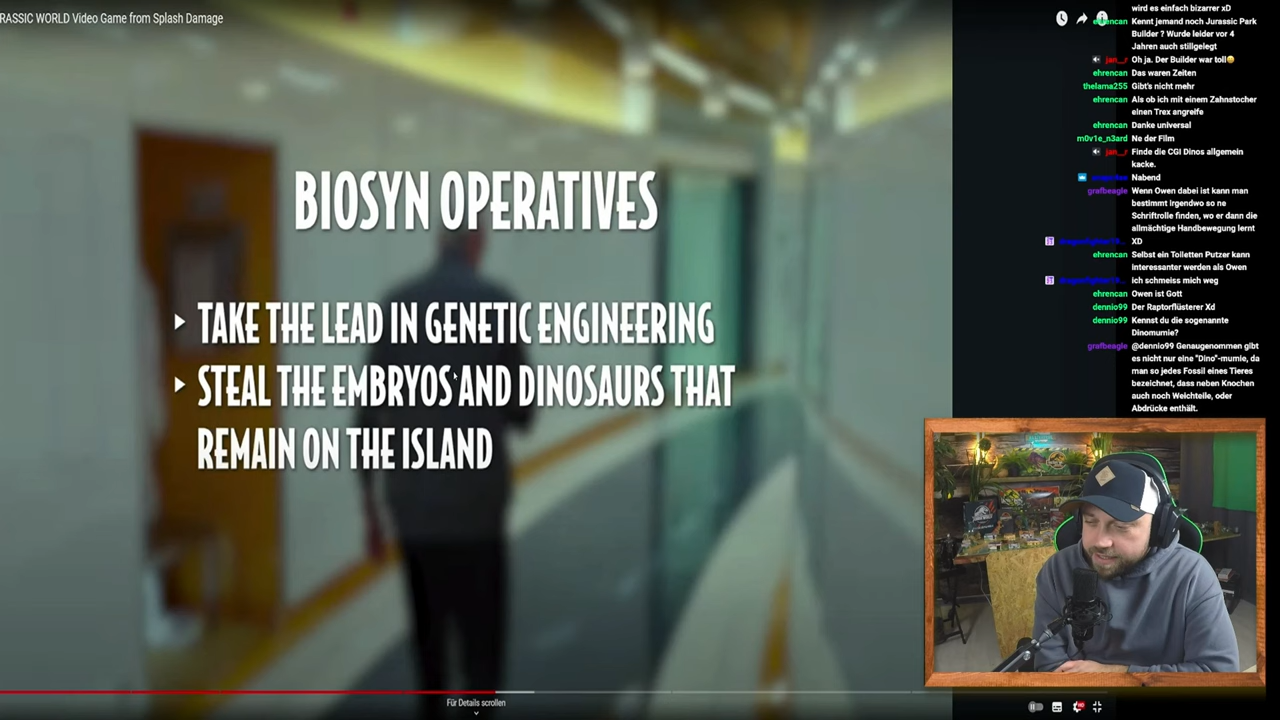 RASSIC WORLD Video Game from Splash Damage
BIOSYN OPERATIVES
TAKE THE LEAD IN GENETIC ENGINEERING
STEAL THE EMBRYOS AND DINOSAURS THAT
REMAIN ON THE ISLAND
Für Details scrollen
wird es einfach bizarrer xD
ehrencan Kennt jemand noch Jurassic Park
Builder ? Wurde leider vor 4
Jahren auch stillgelegt
jan__r Oh ja. Der Builder war toll😔
ehrencan Das waren Zeiten
thelama255 Gibt's nicht mehr
ehrencan Als ob ich mit einem Zahnstocher
einen Trex angreife
ehrencan Danke universal
m0v1e_n3ard Ne der Film
jan__r Finde die CGI Dinos allgemein
kacke.
Nabend
grafbeagle Wenn Owen dabei ist kann man
bestimmt irgendwo so ne
Schriftrolle finden, wo er dann die
allmächtige Handbewegung lernt
XD
ehrencan Selbst ein Toiletten Putzer kann
interessanter werden als Owen
ich schmeiss mich weg
ehrencan Owen ist Gott
dennio99 Der Raptorflüsterer Xd
dennio99 Kennst du die sogenannte
Dinomumie?
grafbeagle @dennio99 Genaugenommen gibt
es nicht nur eine "Dino"-mumie, da
man so jedes Fossil eines Tieres
bezeichnet, dass neben Knochen
auch noch Weichteile, oder
Abdrücke enthält.